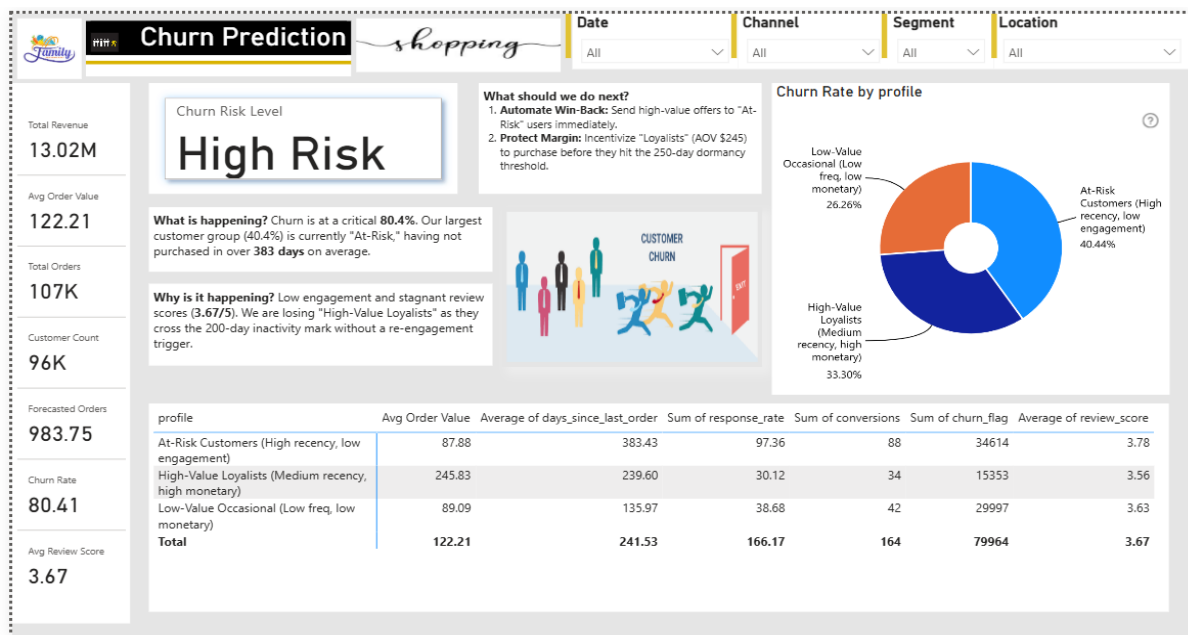 Family
Churn Prediction
shopping
Date
All
Channel
All
Segment
All
Location
All
Total Revenue
13.02M
Avg Order Value
122.21
Total Orders
107K
Customer Count
96K
Forecasted Orders
983.75
Churn Rate
80.41
Avg Review Score
3.67
Churn Risk Level
High Risk
What should we do next?
1. Automate Win-Back: Send high-value offers to "At-
Risk" users immediately.
2. Protect Margin: Incentivize "Loyalists" (AOV $245)
to purchase before they hit the 250-day dormancy
threshold.
What is happening? Churn is at a critical 80.4%. Our largest
customer group (40.4%) is currently "At-Risk," having not
purchased in over 383 days on average.
Why is it happening? Low engagement and stagnant review
scores (3.67/5). We are losing "High-Value Loyalists" as they
cross the 200-day inactivity mark without a re-engagement
trigger.
CUSTOMER
CHURN
EXIT
Churn Rate by profile
Low-Value
Occasional (Low
freq, low
monetary)
26.26%
At-Risk
Customers (High
recency, low
engagement)
40.44%
High-Value
Loyalists
(Medium
recency, high
monetary)
33.30%
profile Avg Order Value Average of days_since_last_order Sum of response_rate Sum of conversions Sum of churn_flag Average of review_score
At-Risk Customers (High recency, low
engagement) 87.88 383.43 97.36 88 34614 3.78
High-Value Loyalists (Medium recency,
high monetary) 245.83 239.60 30.12 34 15353 3.56
Low-Value Occasional (Low freq, low
monetary) 89.09 135.97 38.68 42 29997 3.63
Total 122.21 241.53 166.17 164 79964 3.67